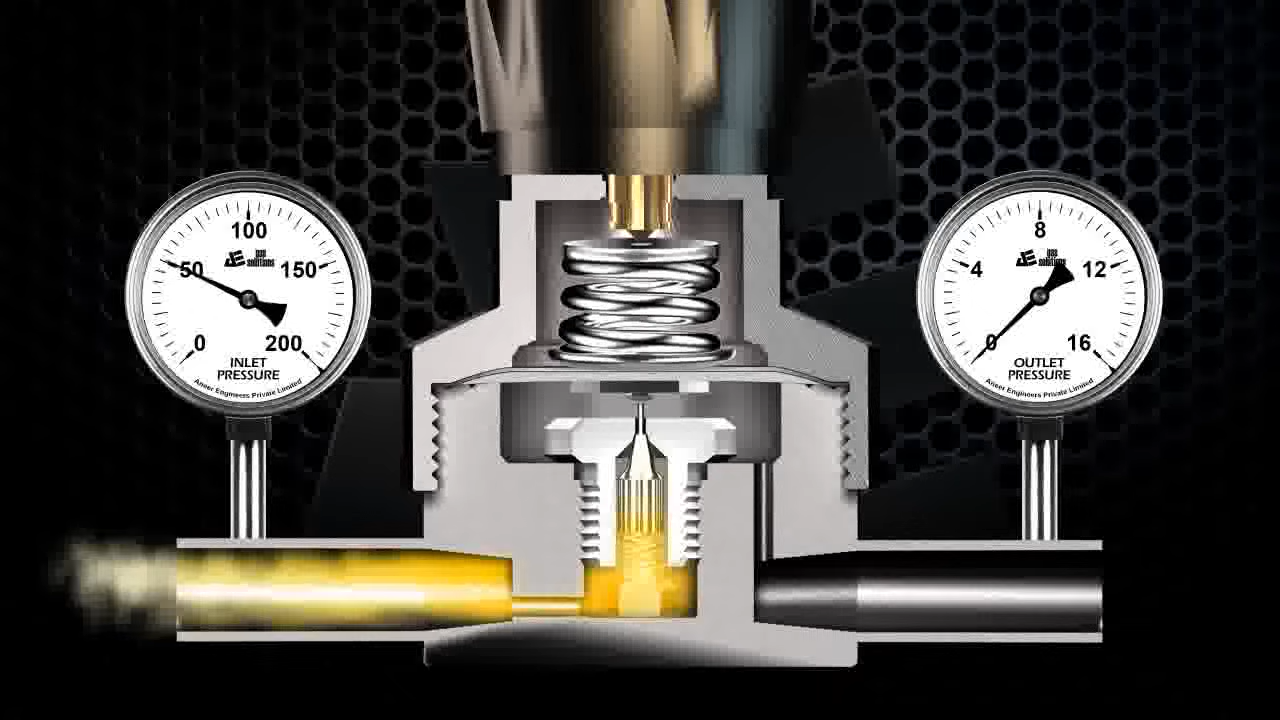 100
50
150
0
200
INLET
PRESSURE
Aneer Engineers Private Limited
8
4
12
0
16
OUTLET
PRESSURE
Aneer Engineers Private Limited